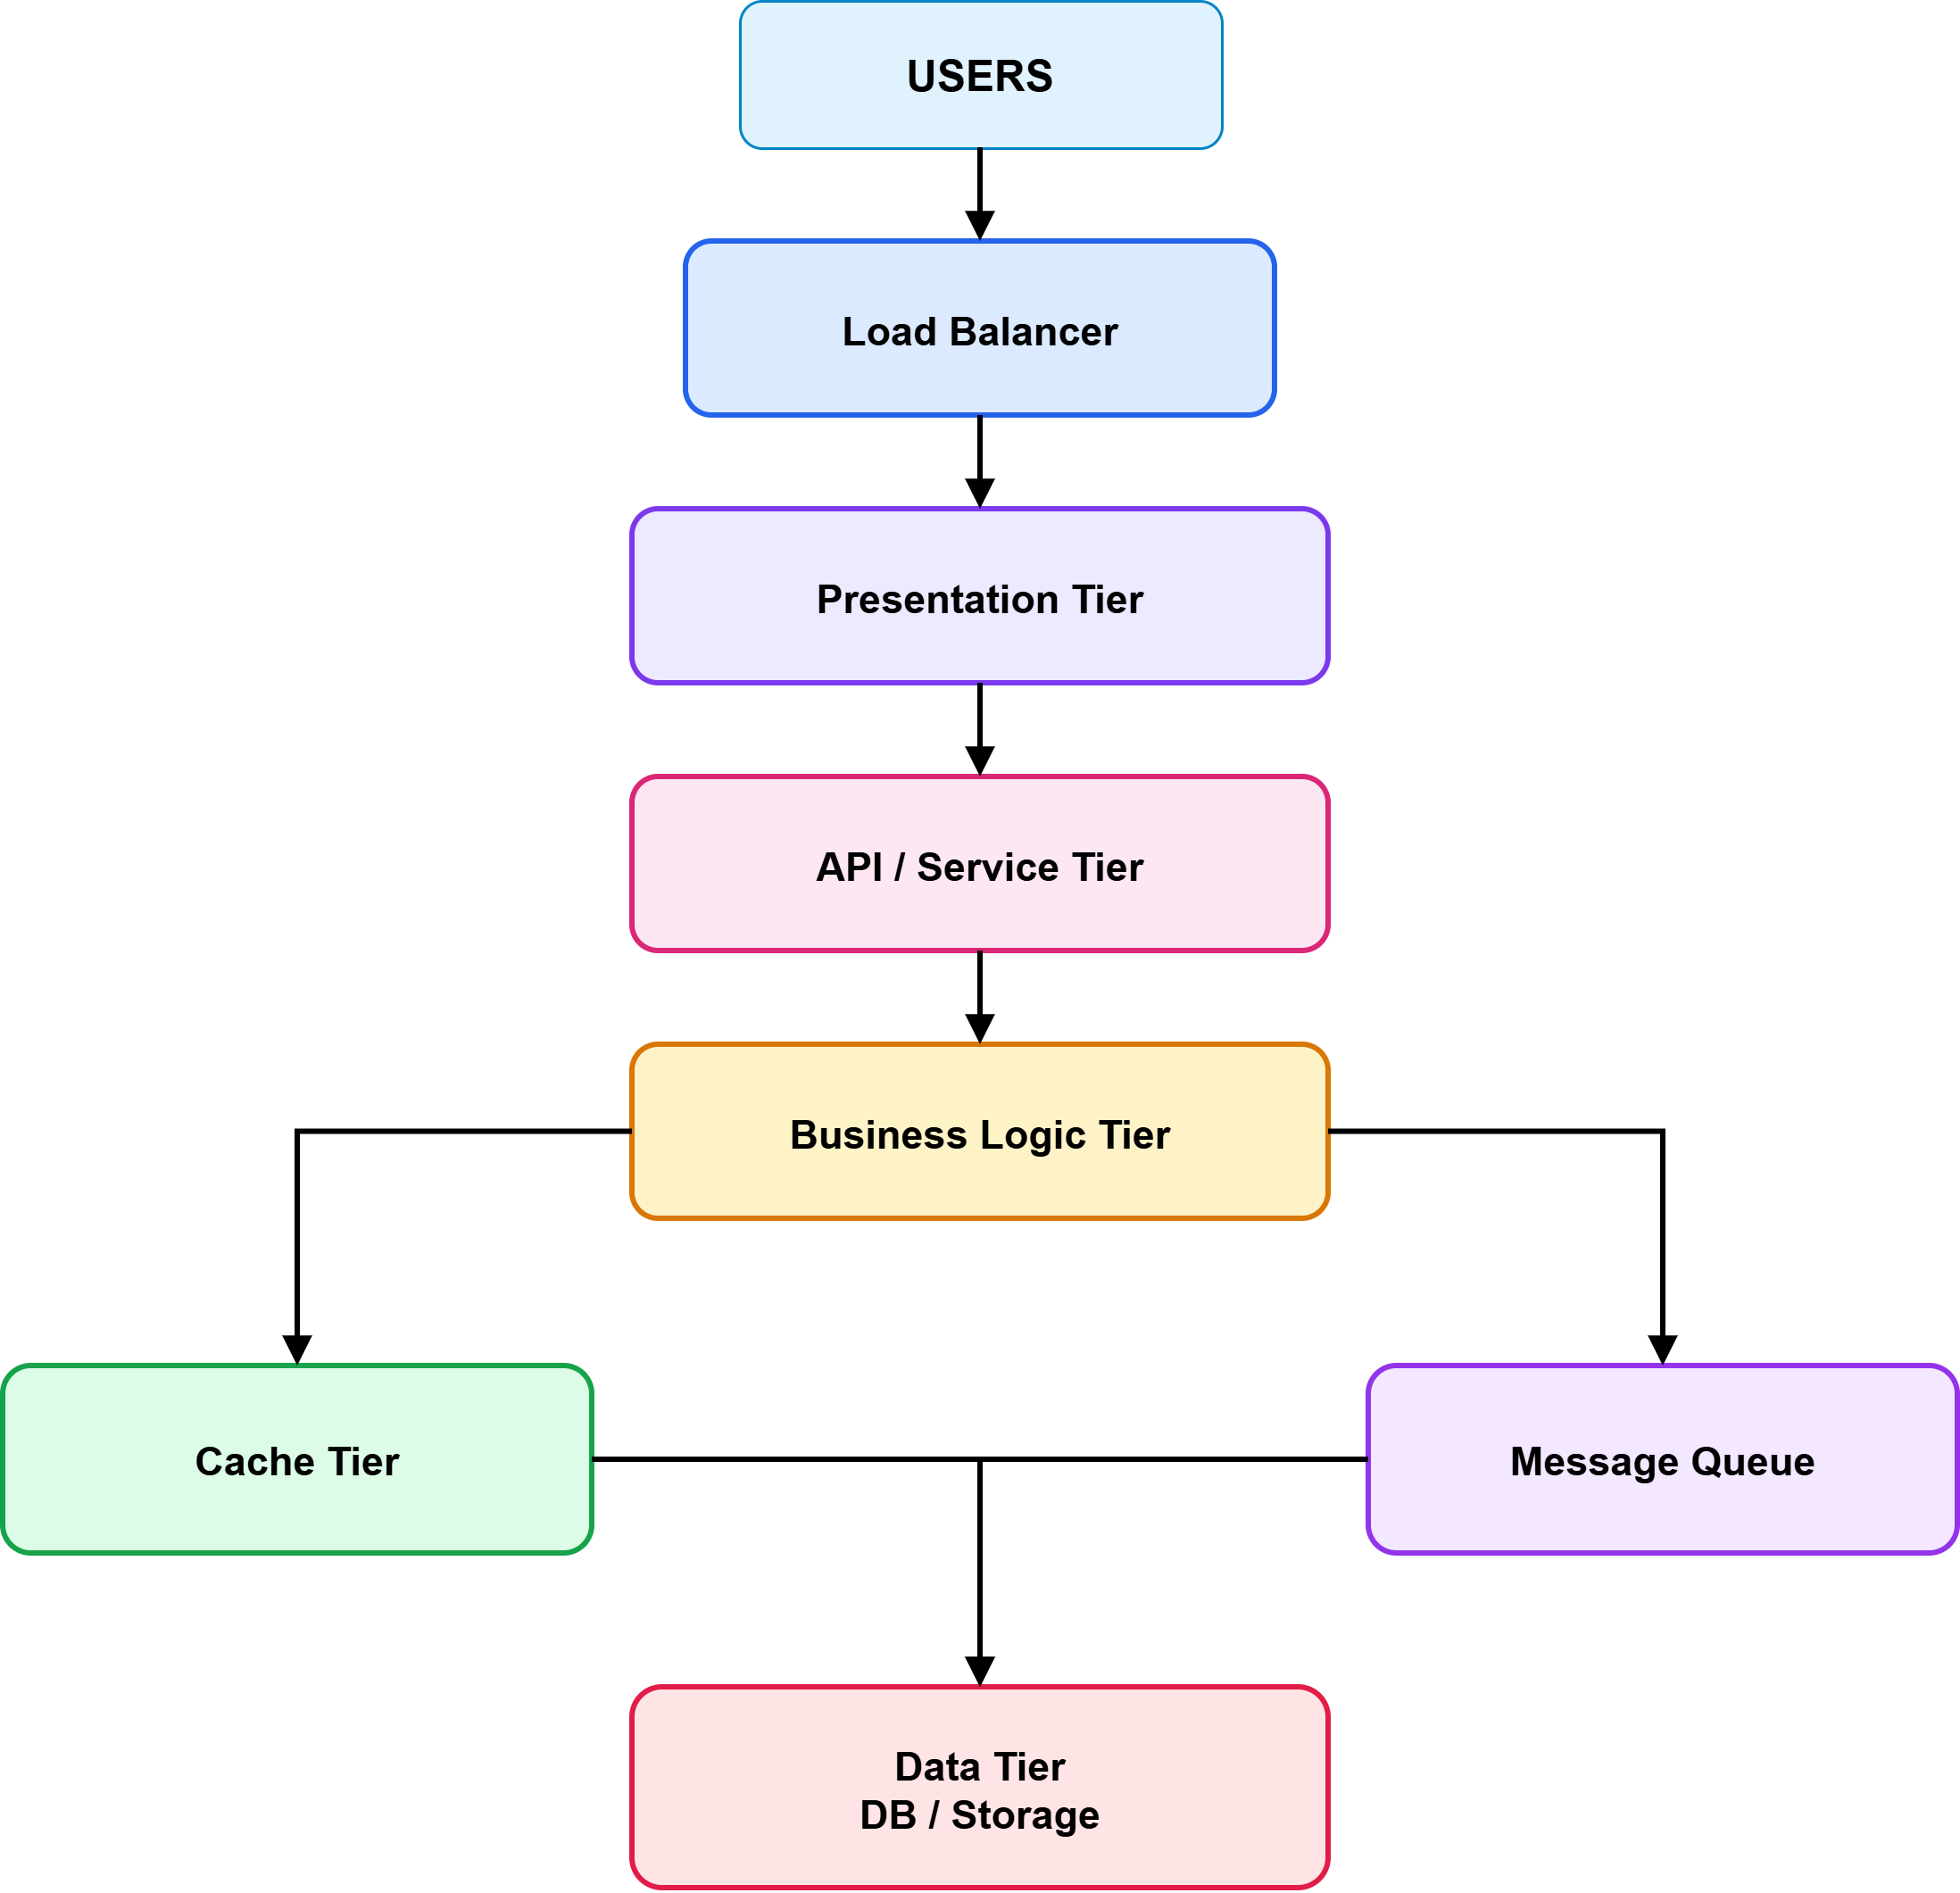 USERS
Load Balancer
Presentation Tier
API / Service Tier
Business Logic Tier
Cache Tier
Message Queue
Data Tier
DB / Storage